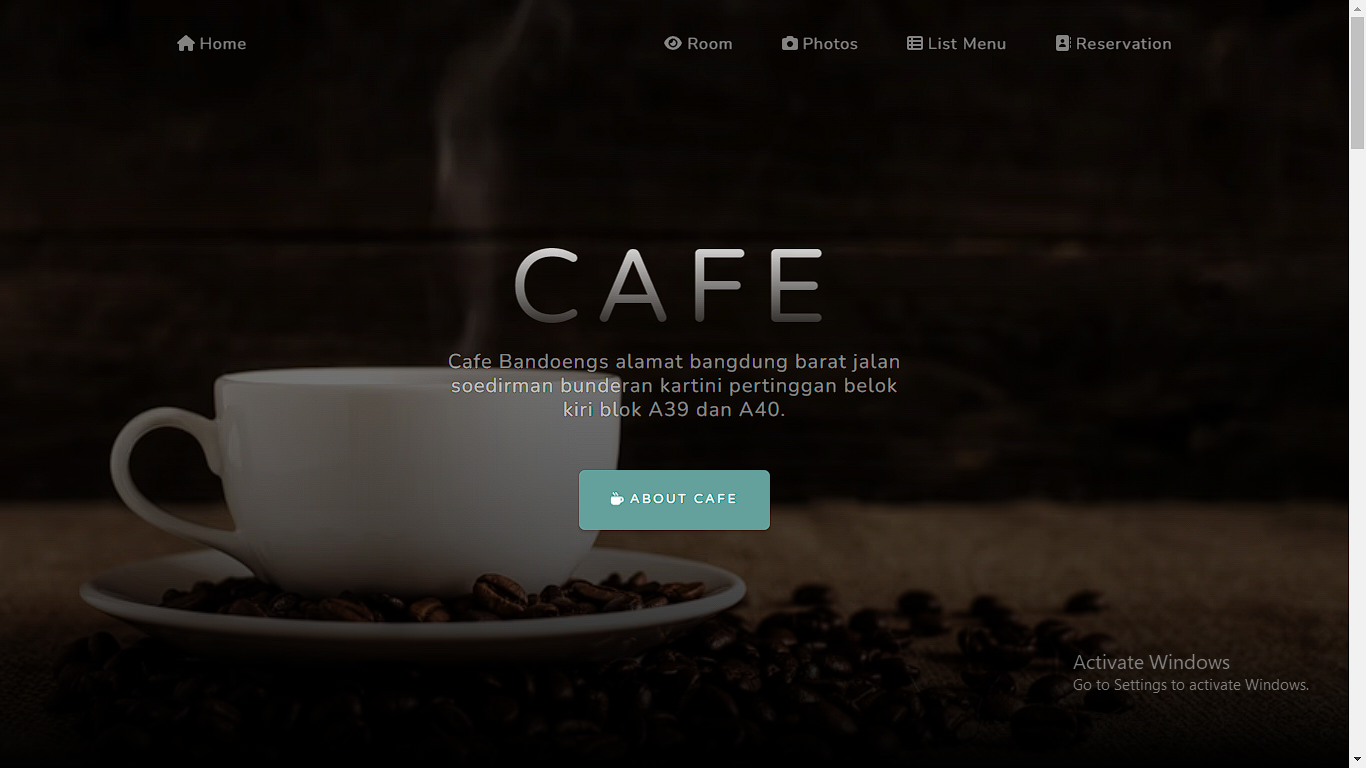 Home
Room
Photos
List Menu
Reservation
CAFE
Cafe Bandoengs alamat bangdung barat jalan
soedirman bunderan kartini pertinggan belok
kiri blok A39 dan A40.
ABOUT CAFE
Activate Windows
Go to Settings to activate Windows.